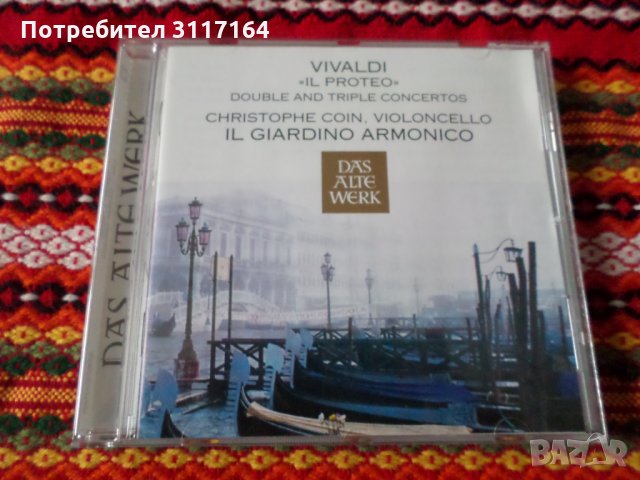 Потребител 3117164
VIVALDI
«IL PROTEO»
DOUBLE AND TRIPLE CONCERTOS
CHRISTOPHE COIN, VIOLONCELLO
IL GIARDINO ARMONICO
DAS
ALTE
WERK
DAS ALTE WERK
BAZAR